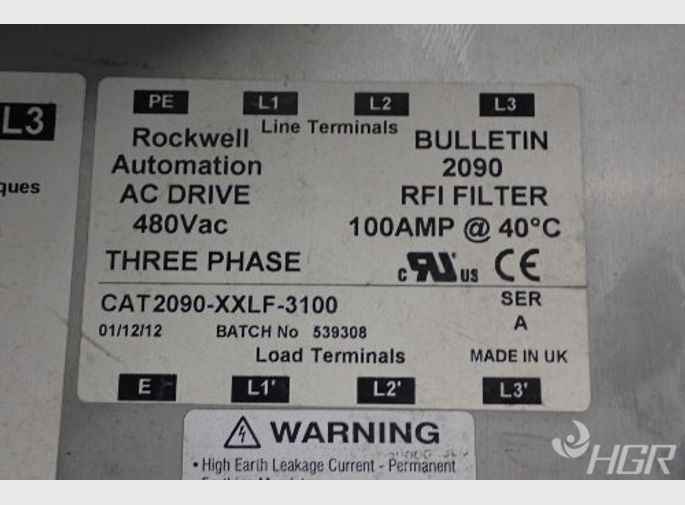 L3
ques
PE L1 L2 L3
Line Terminals
Rockwell BULLETIN
Automation 2090
AC DRIVE RFI FILTER
480Vac 100AMP @ 40°C
THREE PHASE c RU US CE
CAT2090-XXLF-3100 SER
A
01/12/12 BATCH No 539308
Load Terminals MADE IN UK
E L1' L2' L3'
WARNING
• High Earth Leakage Current - Permanent
HGR